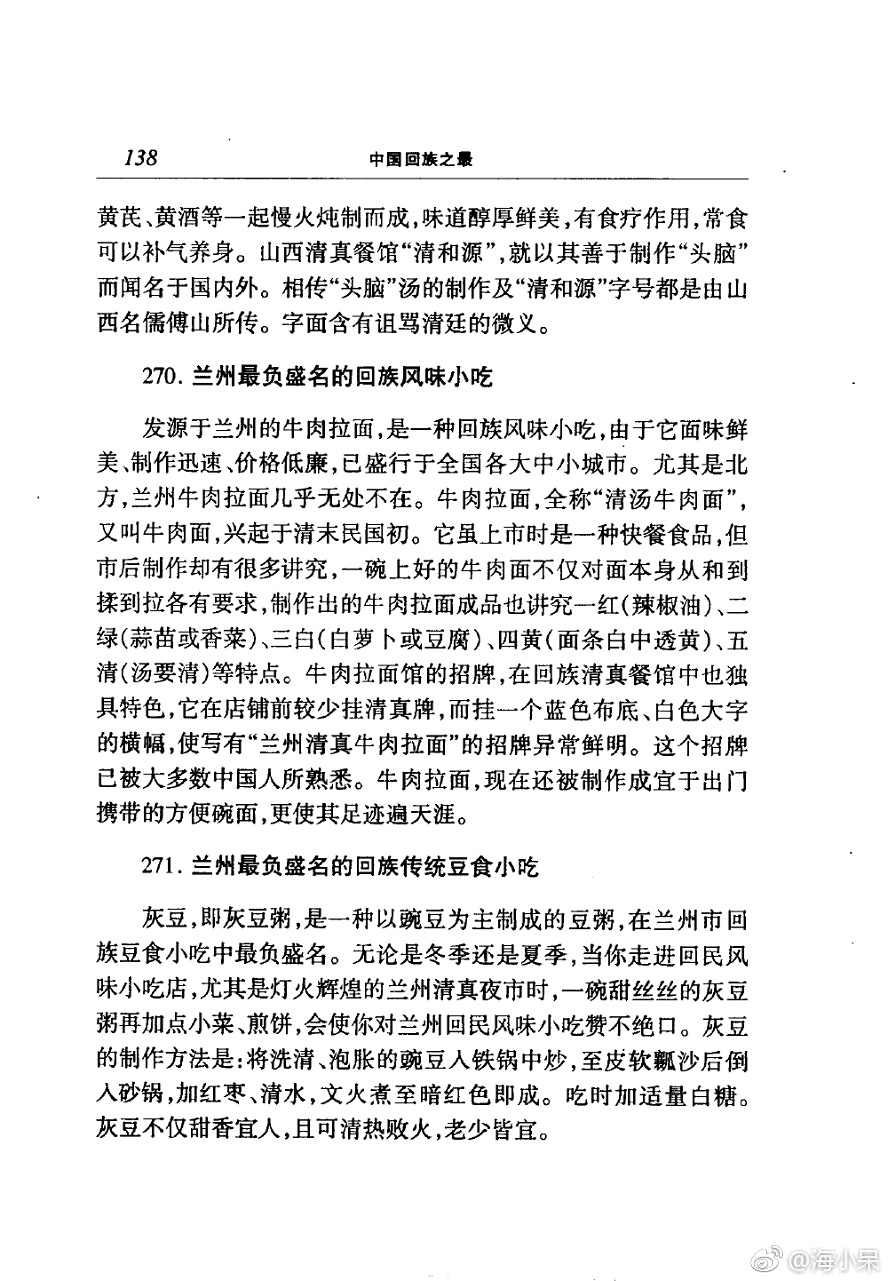 138
中国回族之最
黄芪、黄酒等一起慢火炖制而成,味道醇厚鲜美,有食疗作用,常食
可以补气养身。山西清真餐馆“清和源”,就以其善于制作“头脑”
而闻名于国内外。相传“头脑”汤的制作及“清和源”字号都是由山
西名儒傅山所传。字面含有诅骂清廷的微义。
270. 兰州最负盛名的回族风味小吃
发源于兰州的牛肉拉面,是一种回族风味小吃,由于它面味鲜
美、制作迅速、价格低廉,已盛行于全国各大中小城市。尤其是北
方,兰州牛肉拉面几乎无处不在。牛肉拉面,全称“清汤牛肉面”,
又叫牛肉面,兴起于清末民国初。它虽上市时是一种快餐食品,但
市后制作却有很多讲究,一碗上好的牛肉面不仅对面本身从和到
揉到拉各有要求,制作出的牛肉拉面成品也讲究一红(辣椒油)、二
绿(蒜苗或香菜)、三白(白萝卜或豆腐)、四黄(面条白中透黄)、五
清(汤要清)等特点。牛肉拉面馆的招牌,在回族清真餐馆中也独
具特色,它在店铺前较少挂清真牌,而挂一个蓝色布底、白色大字
的横幅,使写有“兰州清真牛肉拉面”的招牌异常鲜明。这个招牌
已被大多数中国人所熟悉。牛肉拉面,现在还被制作成宜于出门
携带的方便碗面,更使其足迹遍天涯。
271. 兰州最负盛名的回族传统豆食小吃
灰豆,即灰豆粥,是一种以豌豆为主制成的豆粥,在兰州市回
族豆食小吃中最负盛名。无论是冬季还是夏季,当你走进回民风
味小吃店,尤其是灯火辉煌的兰州清真夜市时,一碗甜丝丝的灰豆
粥再加点小菜、煎饼,会使你对兰州回民风味小吃赞不绝口。灰豆
的制作方法是:将洗清、泡胀的豌豆入铁锅中炒,至皮软瓤沙后倒
入砂锅,加红枣、清水,文火煮至暗红色即成。吃时加适量白糖。
灰豆不仅甜香宜人,且可清热败火,老少皆宜。
@海小呆